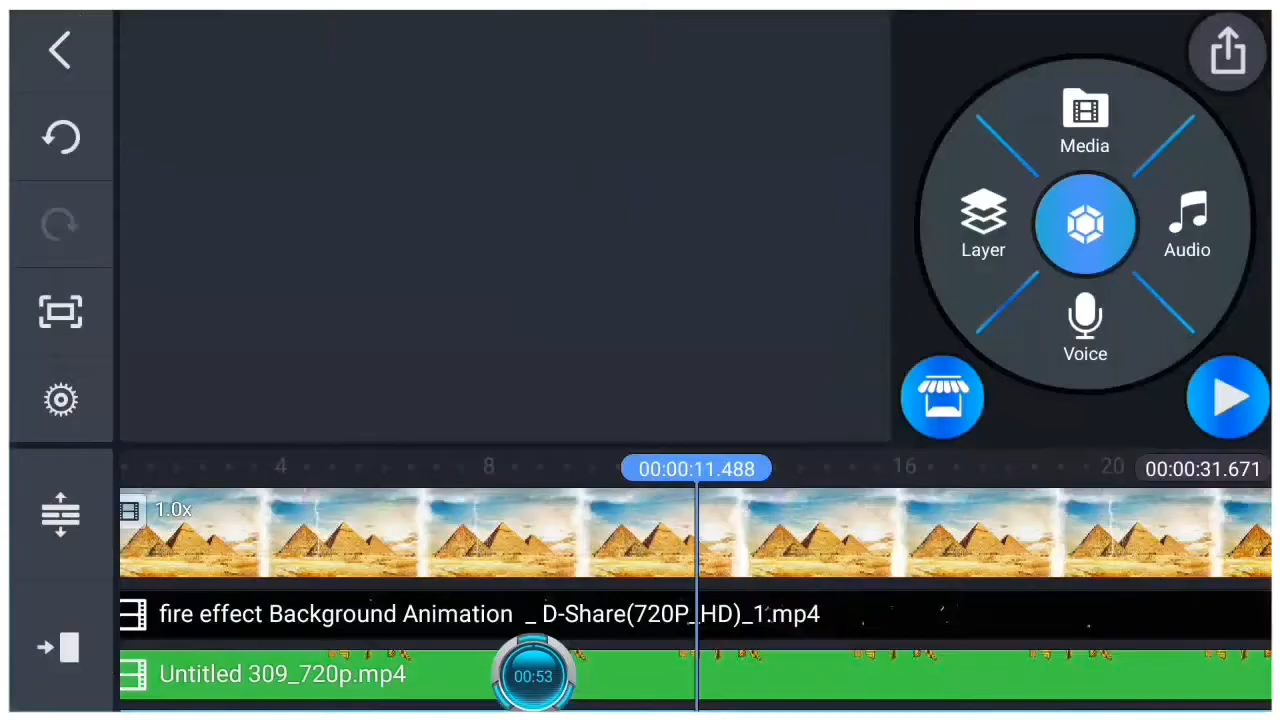 Media
Layer
Audio
Voice
4
8
00:00:11.488
16
20
00:00:31.671
1.0x
fire effect Background Animation _ D-Share(720P_HD)_1.mp4
Untitled 309_720p.mp4
00:53